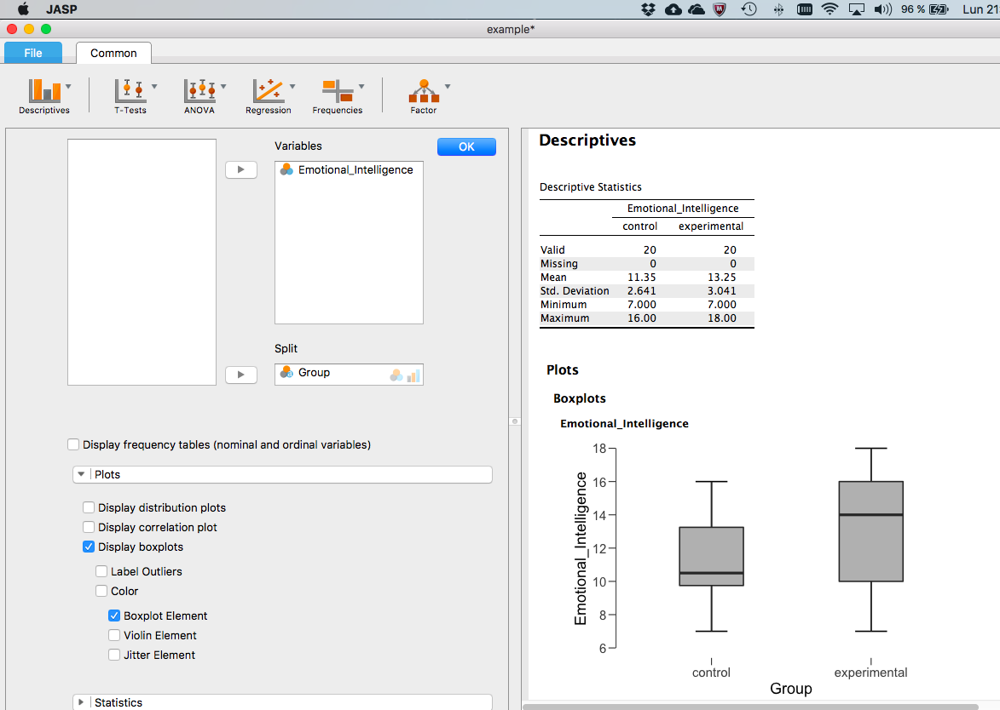 JASP 96 % Lun 21
example*
File Common
Descriptives T-Tests ANOVA Regression Frequencies Factor
Variables
OK
Emotional_Intelligence
Split
Group
Display frequency tables (nominal and ordinal variables)
Plots
Display distribution plots
Display correlation plot
Display boxplots
Label Outliers
Color
Boxplot Element
Violin Element
Jitter Element
Statistics
Descriptives
Descriptive Statistics
Emotional_Intelligence
control experimental
Valid 20 20
Missing 0 0
Mean 11.35 13.25
Std. Deviation 2.641 3.041
Minimum 7.000 7.000
Maximum 16.00 18.00
Plots
Boxplots
Emotional_Intelligence
Emotional_Intelligence
18
16
14
12
10
8
6
control experimental
Group